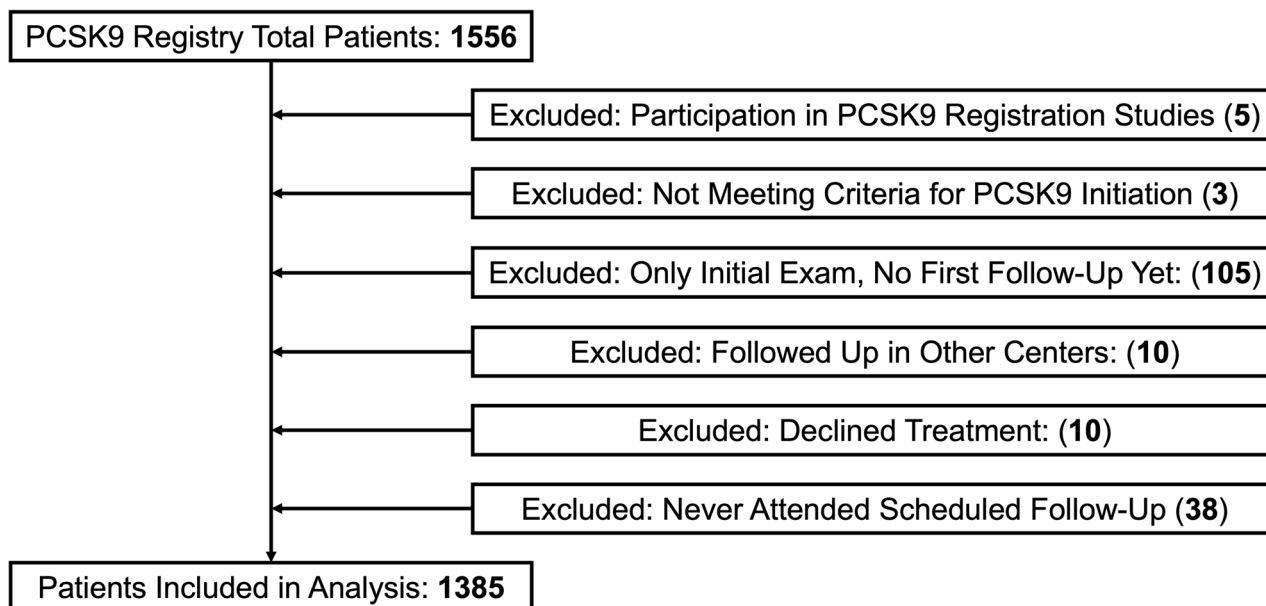 PCSK9 Registry Total Patients: 1556
Excluded: Participation in PCSK9 Registration Studies (5)
Excluded: Not Meeting Criteria for PCSK9 Initiation (3)
Excluded: Only Initial Exam, No First Follow-Up Yet: (105)
Excluded: Followed Up in Other Centers: (10)
Excluded: Declined Treatment: (10)
Excluded: Never Attended Scheduled Follow-Up (38)
Patients Included in Analysis: 1385